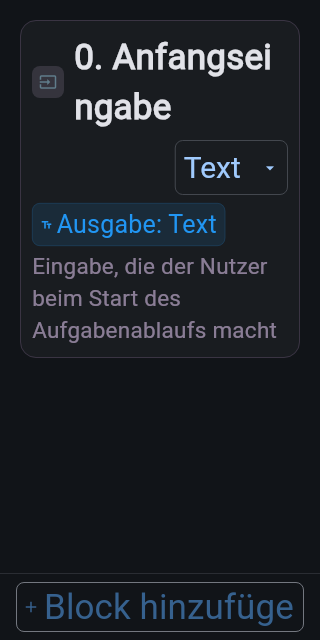 0. Anfangsei
ngabe
Text
Ausgabe: Text
Eingabe, die der Nutzer
beim Start des
Aufgabenablaufs macht
+ Block hinzufüge